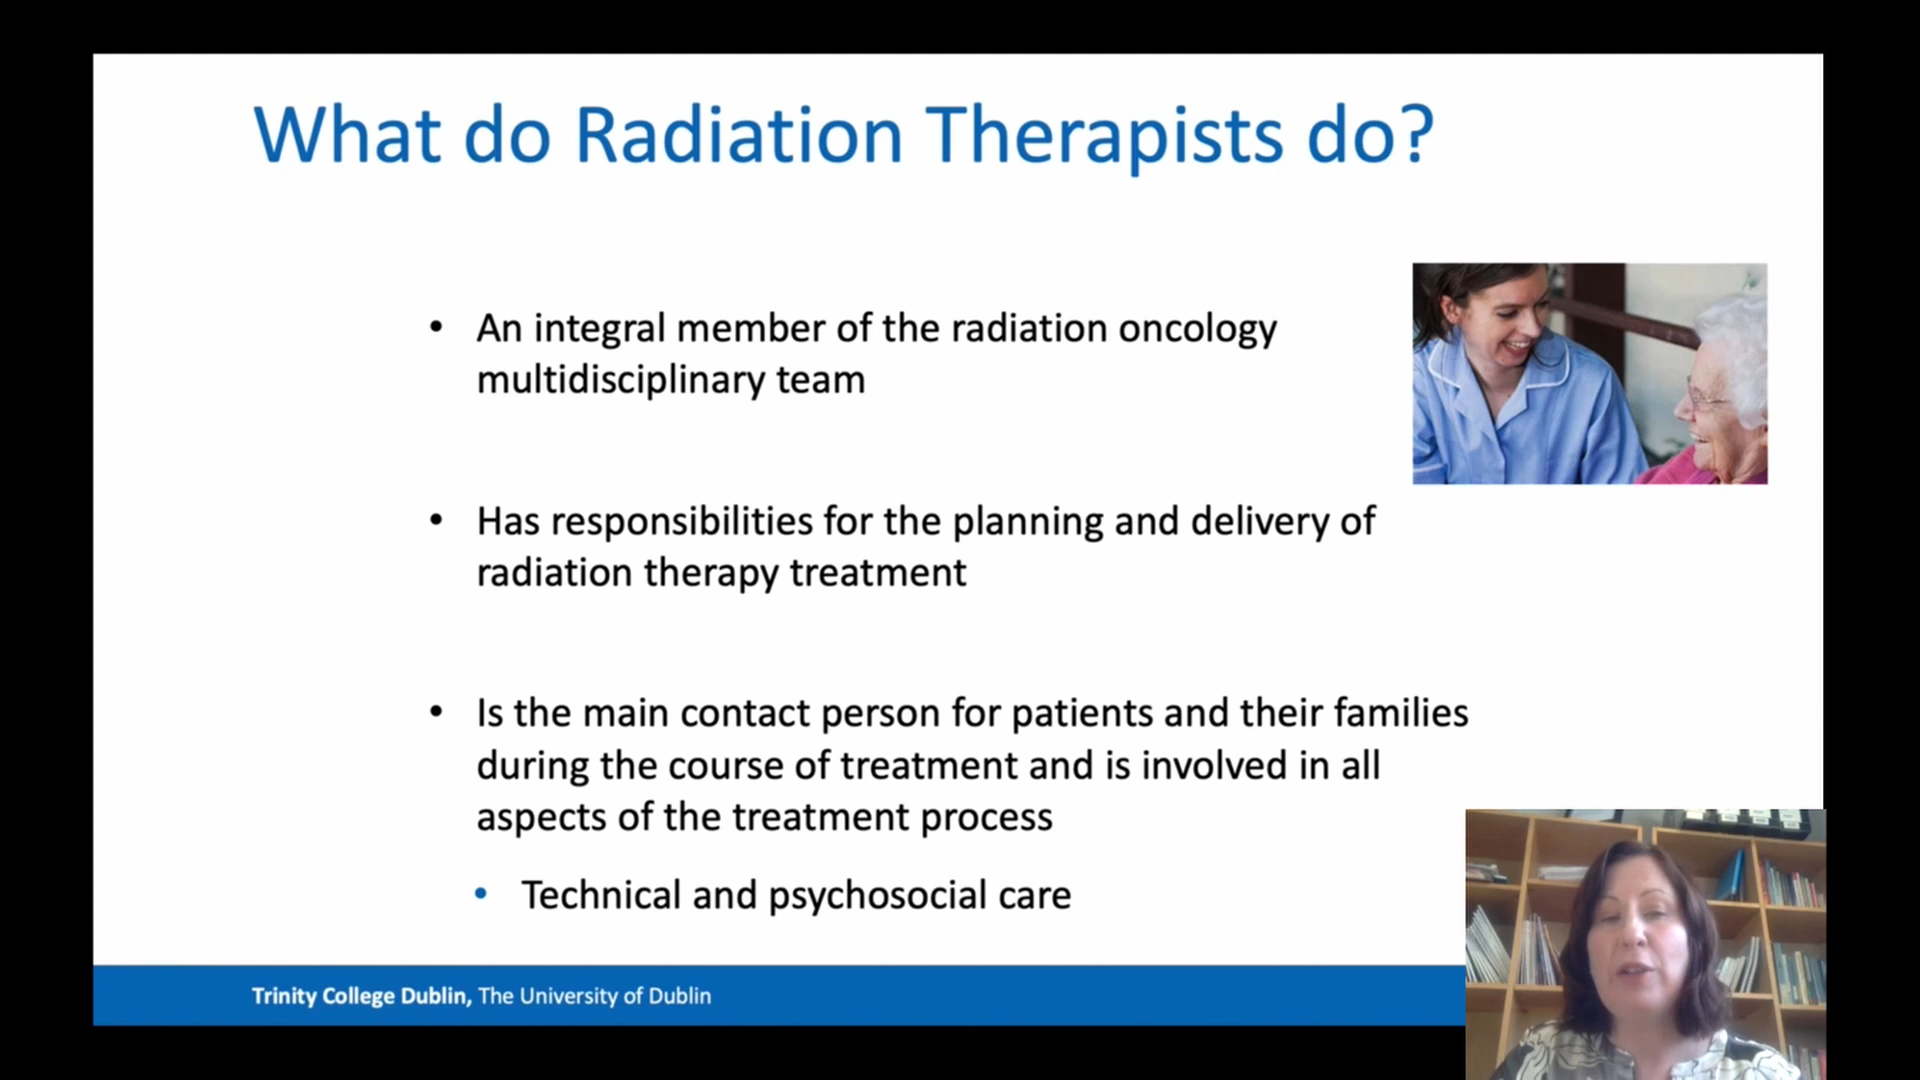 What do Radiation Therapists do?
• An integral member of the radiation oncology
multidisciplinary team
• Has responsibilities for the planning and delivery of
radiation therapy treatment
• Is the main contact person for patients and their families
during the course of treatment and is involved in all
aspects of the treatment process
• Technical and psychosocial care
Trinity College Dublin, The University of Dublin